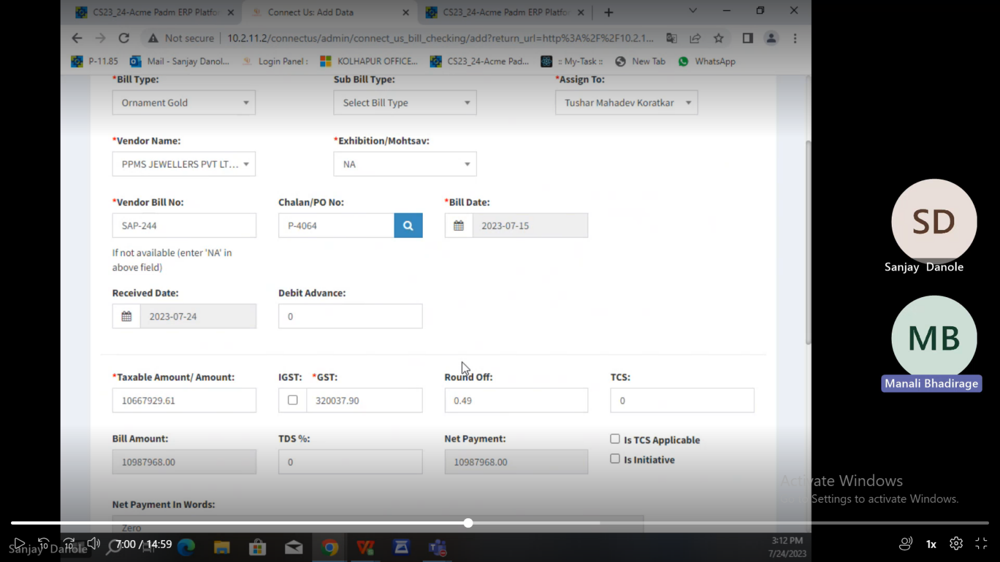 CS23_24-Acme Padm ERP Platfo
Connect Us: Add Data
CS23_24-Acme Padm ERP Platfo
Not secure
10.2.11.2/connectus/admin/connect_us_bill_checking/add?return_url=http%3A%2F%2F10.2.1...
P-11.85
Mail - Sanjay Danol...
Login Panel :
KOLHAPUR OFFICE...
CS23_24-Acme Pad...
:: My-Task ::
New Tab
WhatsApp
*Bill Type:
Sub Bill Type:
*Assign To:
Ornament Gold
Select Bill Type
Tushar Mahadev Koratkar
*Vendor Name:
*Exhibition/Mohtsav:
PPMS JEWELLERS PVT LT...
NA
*Vendor Bill No:
Chalan/PO No:
*Bill Date:
SAP-244
P-4064
2023-07-15
If not available (enter 'NA' in
above field)
Received Date:
Debit Advance:
2023-07-24
0
*Taxable Amount/ Amount:
IGST:
*GST:
Round Off:
TCS:
10667929.61
320037.90
0.49
0
Bill Amount:
TDS %:
Net Payment:
Is TCS Applicable
10987968.00
0
10987968.00
Is Initiative
Net Payment In Words:
Zero
SD
Sanjay Danole
MB
Manali Bhadirage
Activate Windows
Settings to activate Windows.
Sanjay Danole
10
10
7:00 / 14:59
3:12 PM
7/24/2023
1x